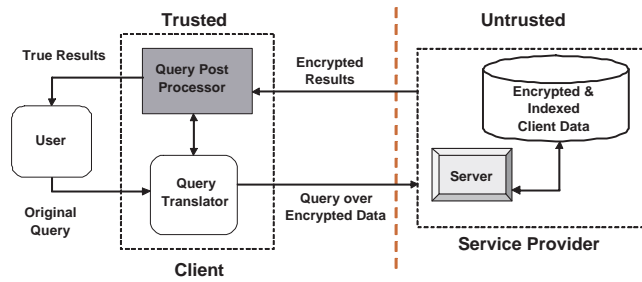 Trusted
Untrusted
True Results
Query Post
Processor
Encrypted
Results
Encrypted &
Indexed
Client Data
User
Query
Translator
Server
Original
Query
Query over
Encrypted Data
Service Provider
Client